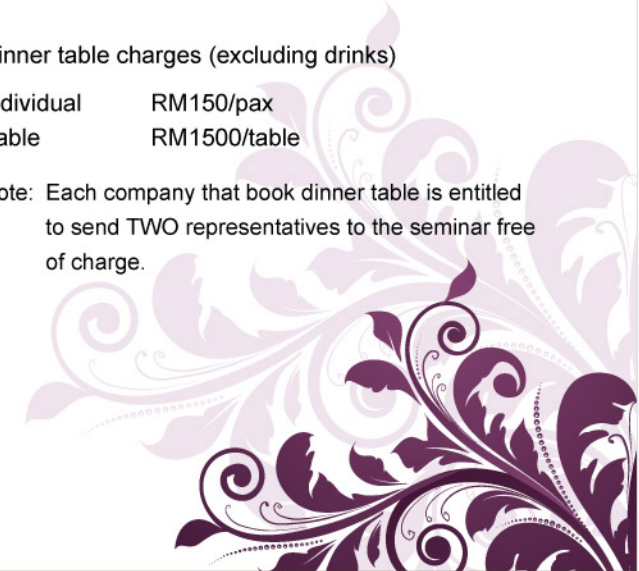 inner table charges (excluding drinks)
dividual RM150/pax
able RM1500/table
ote: Each company that book dinner table is entitled
to send TWO representatives to the seminar free
of charge.